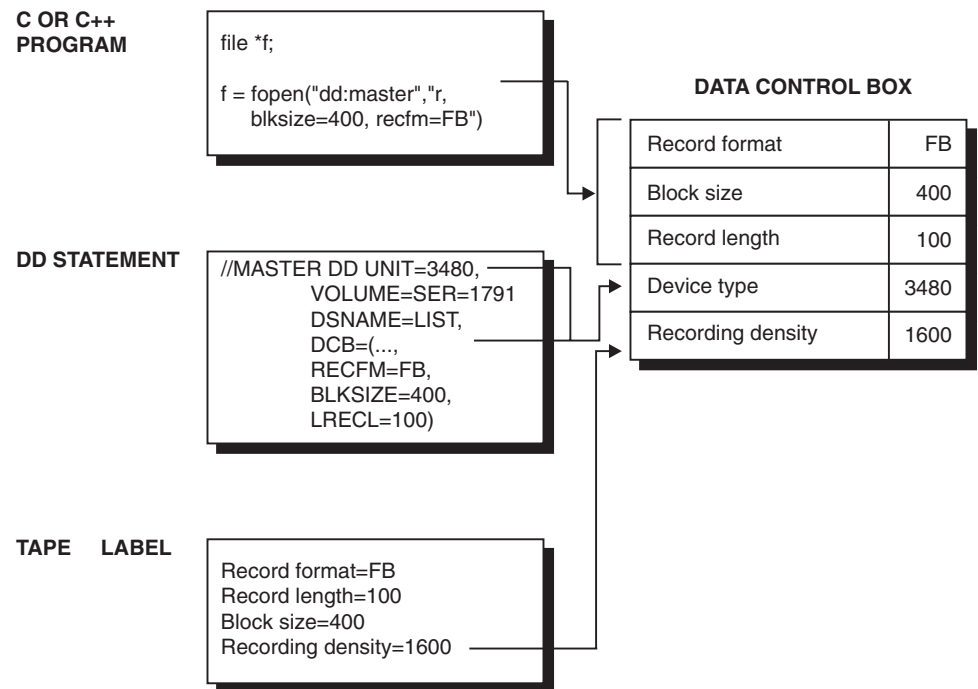 C OR C++
PROGRAM
file *f;
f = fopen("dd:master","r,
blksize=400, recfm=FB")
DATA CONTROL BOX
Record format FB
Block size 400
Record length 100
Device type 3480
Recording density 1600
DD STATEMENT
//MASTER DD UNIT=3480,
VOLUME=SER=1791
DSNAME=LIST,
DCB=(...,
RECFM=FB,
BLKSIZE=400,
LRECL=100)
TAPE LABEL
Record format=FB
Record length=100
Block size=400
Recording density=1600